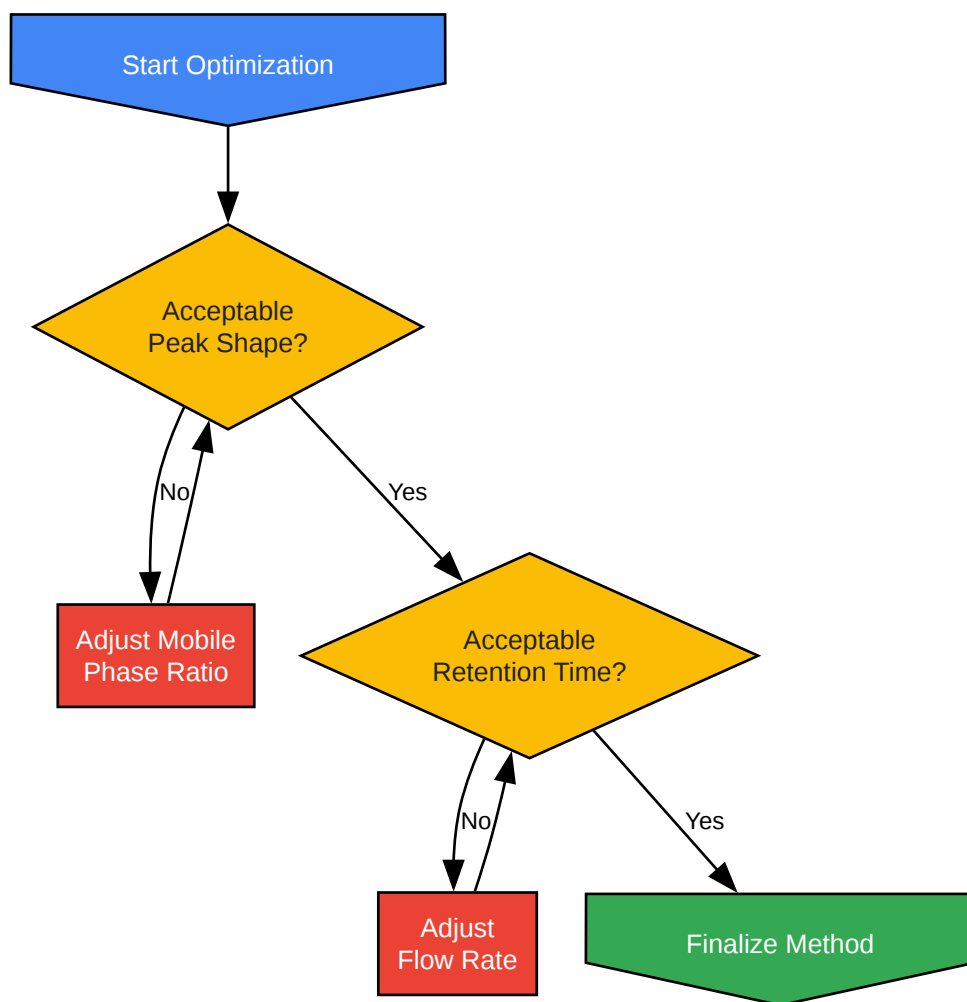 Start Optimization
Acceptable
Peak Shape?
No
Yes
Adjust Mobile
Phase Ratio
Acceptable
Retention Time?
No
Yes
Adjust
Flow Rate
Finalize Method